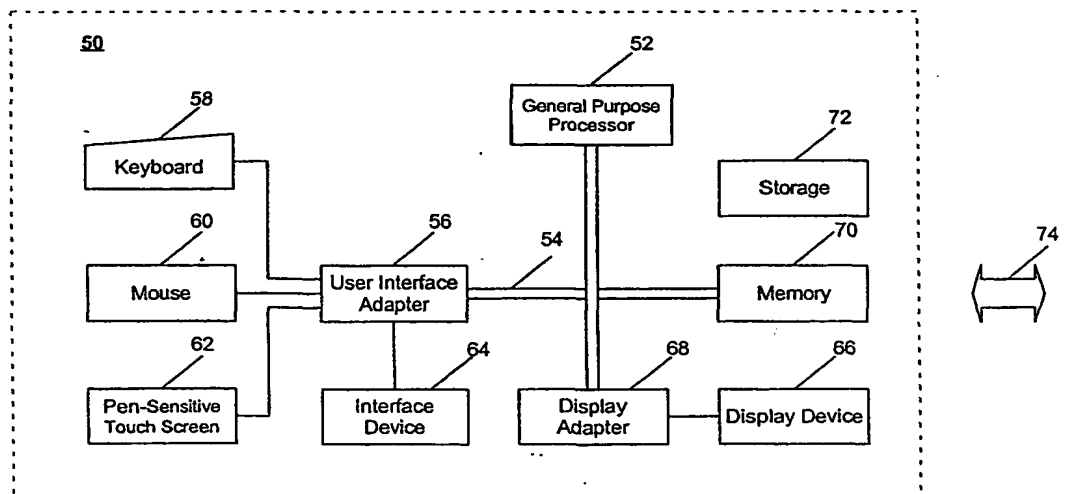 50
52
General Purpose
Processor
58
Keyboard
72
Storage
60
Mouse
56
User Interface
Adapter
54
70
Memory
74
62
Pen-Sensitive
Touch Screen
64
Interface
Device
68
Display
Adapter
66
Display Device